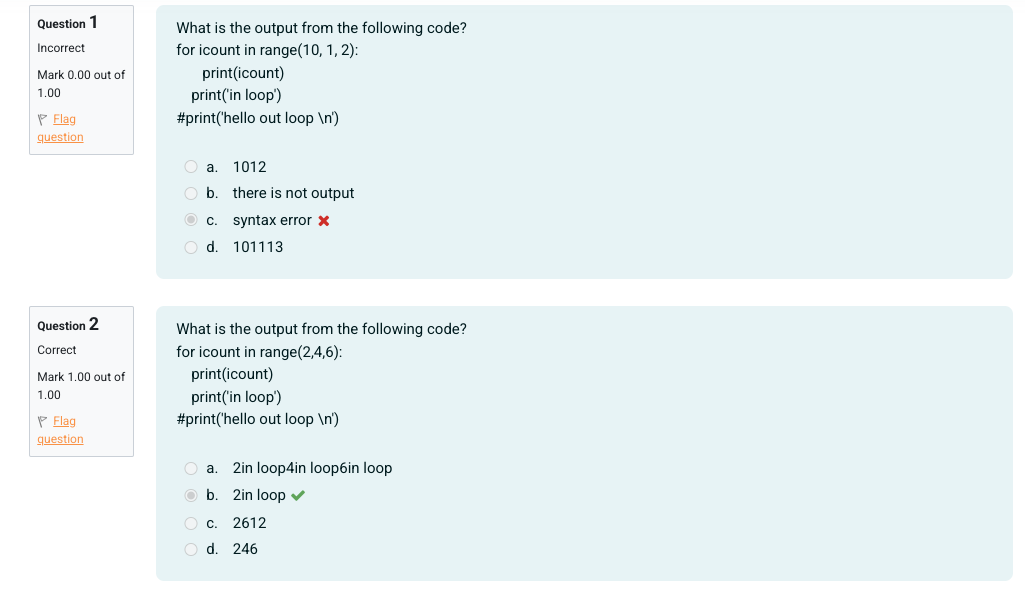 Question 1
Incorrect
Mark 0.00 out of
1.00
Flag
question
What is the output from the following code?
for icount in range(10, 1, 2):
print(icount)
print('in loop')
#print('hello out loop \n')
a. 1012
b. there is not output
c. syntax error
d. 101113
Question 2
Correct
Mark 1.00 out of
1.00
Flag
question
What is the output from the following code?
for icount in range(2,4,6):
print(icount)
print('in loop')
#print('hello out loop \n')
a. 2in loop4in loop6in loop
b. 2in loop
c. 2612
d. 246